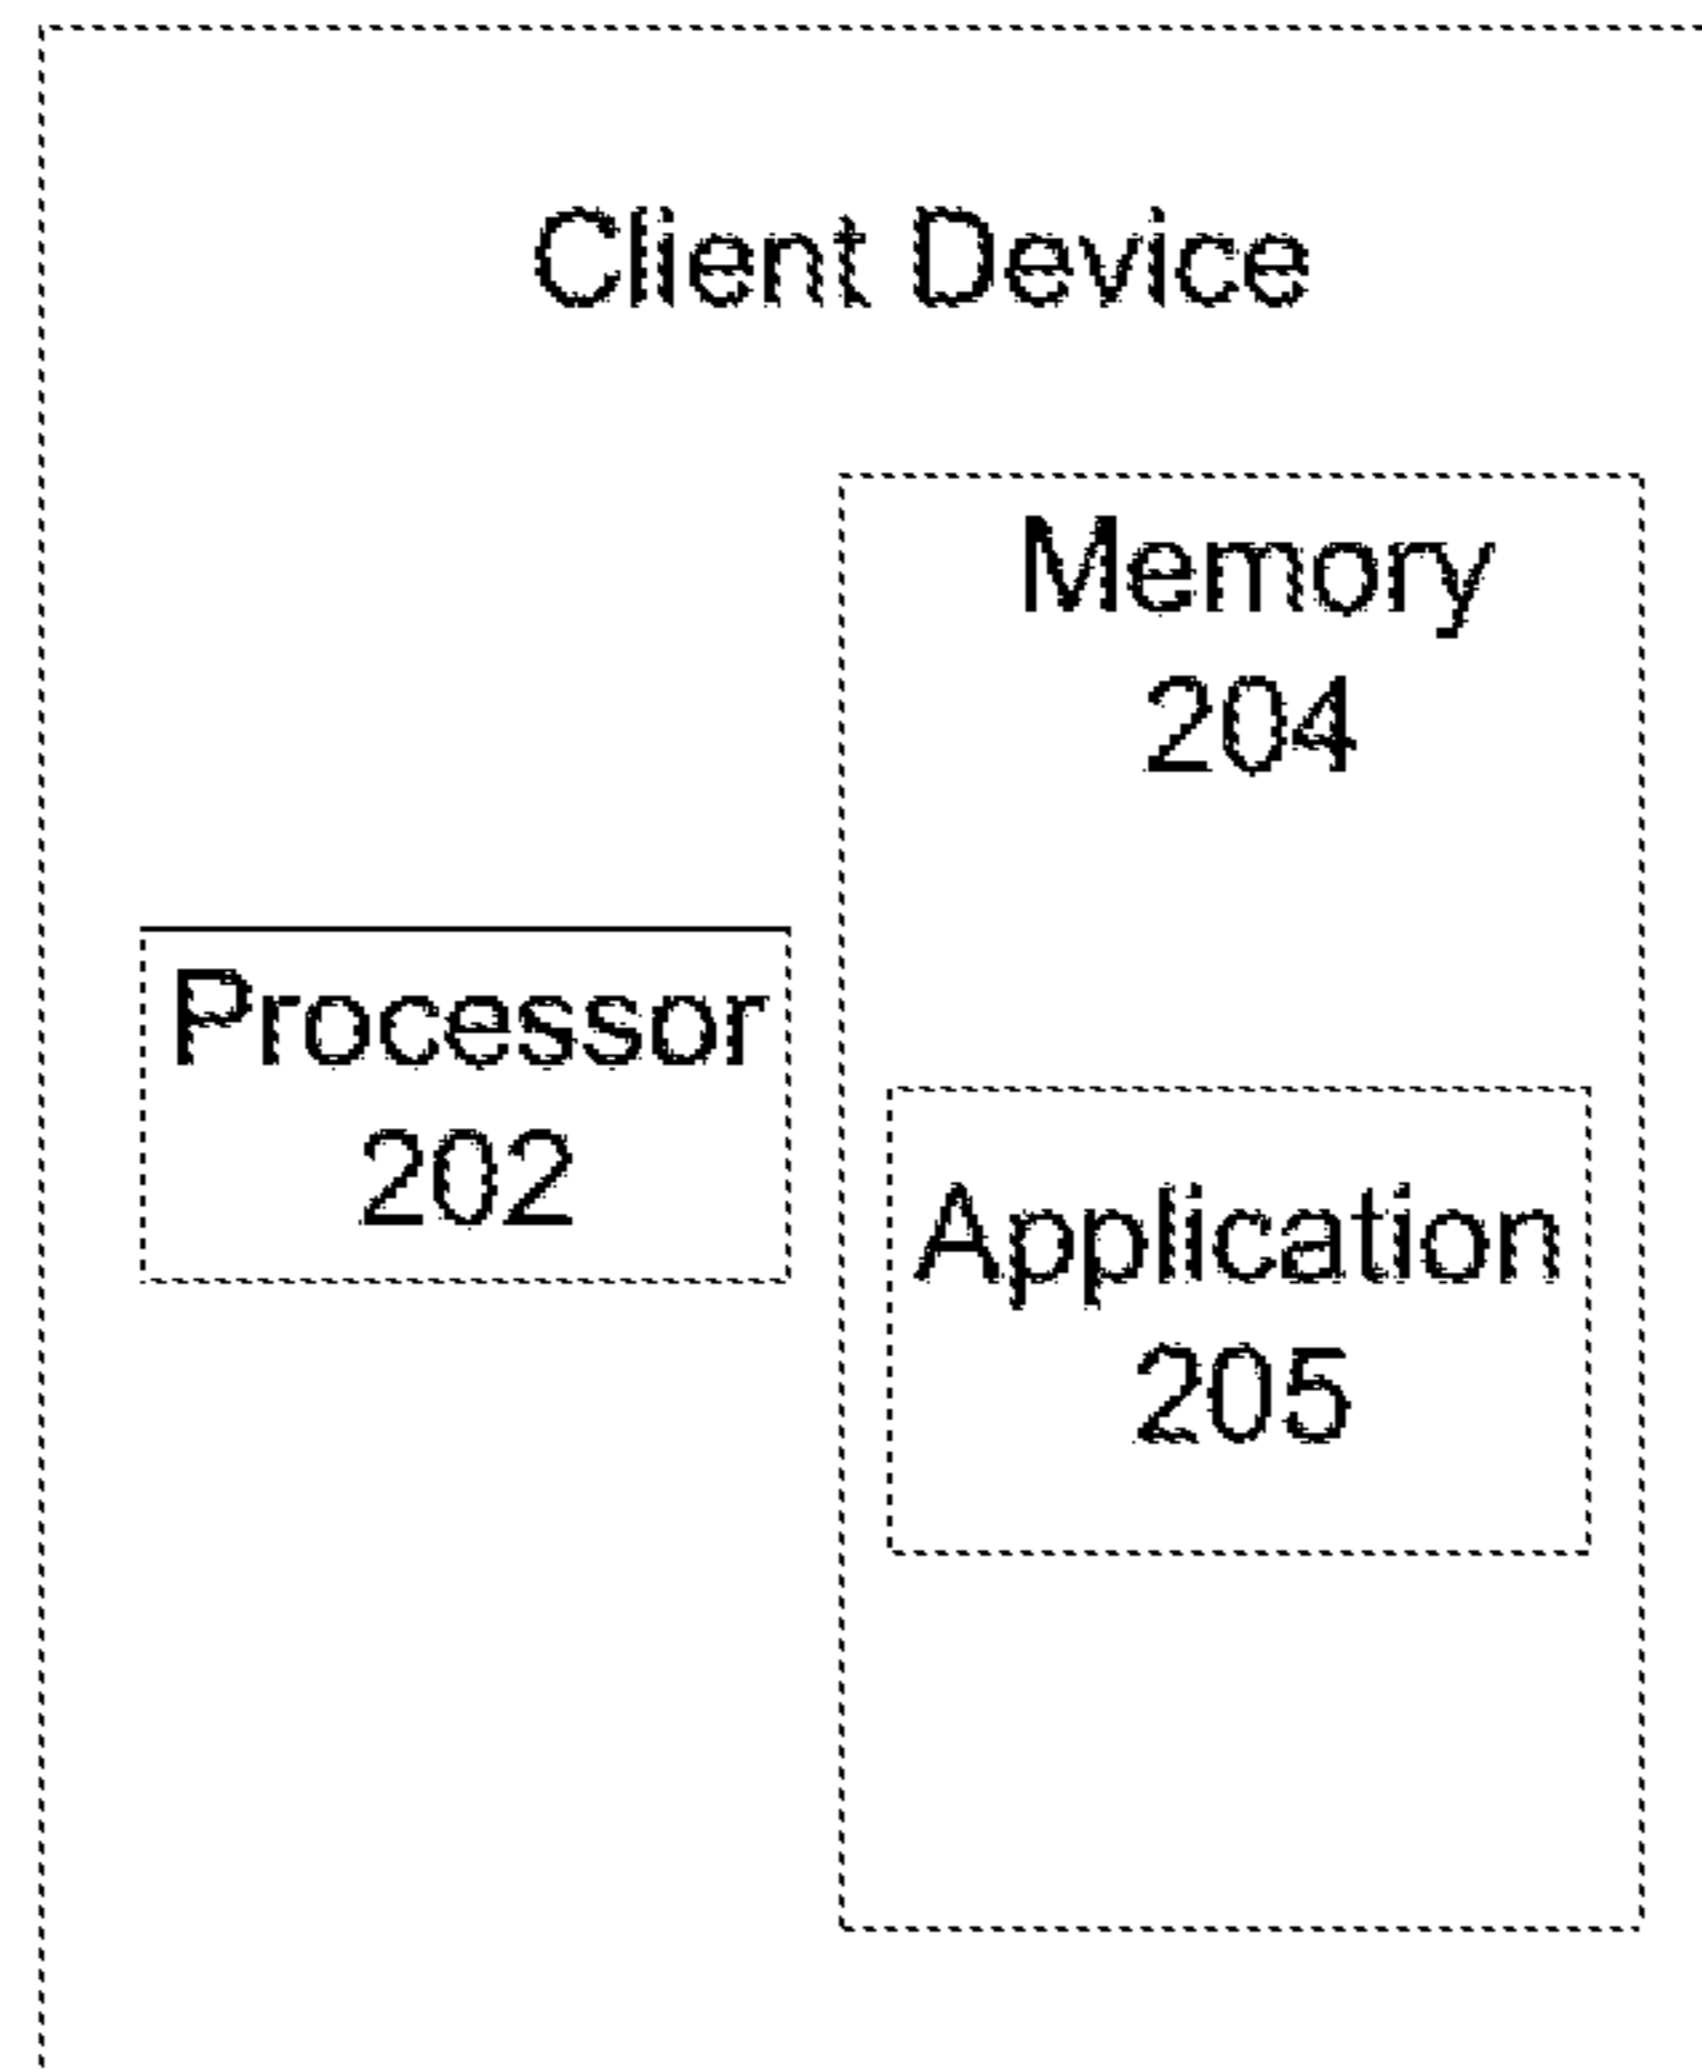 Client Device
Memory
204
Processor
202
Application
205